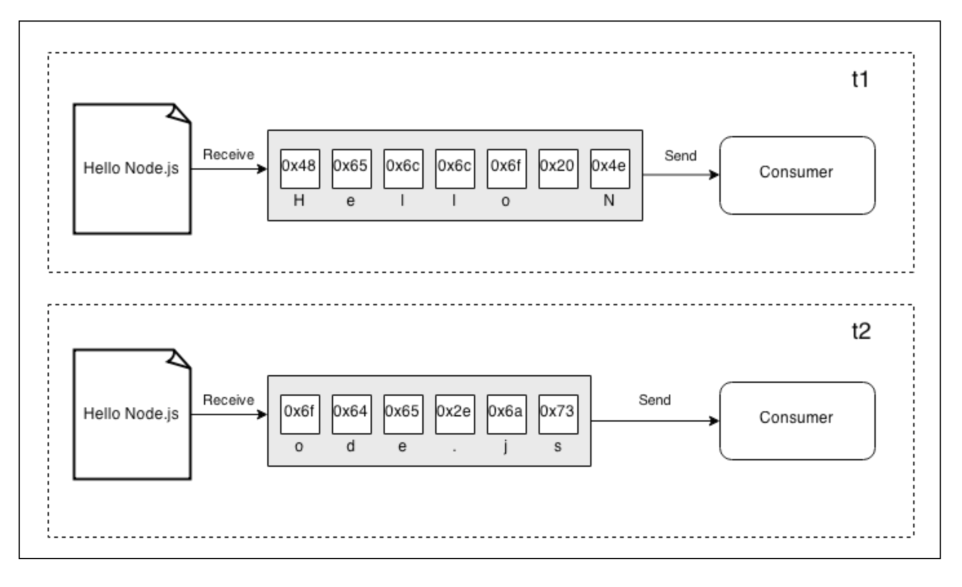 t1
Hello Node.js
Receive
0x48 0x65 0x6c 0x6c 0x6f 0x20 0x4e
H e l l o N
Send
Consumer
t2
Hello Node.js
Receive
0x6f 0x64 0x65 0x2e 0x6a 0x73
o d e . j s
Send
Consumer